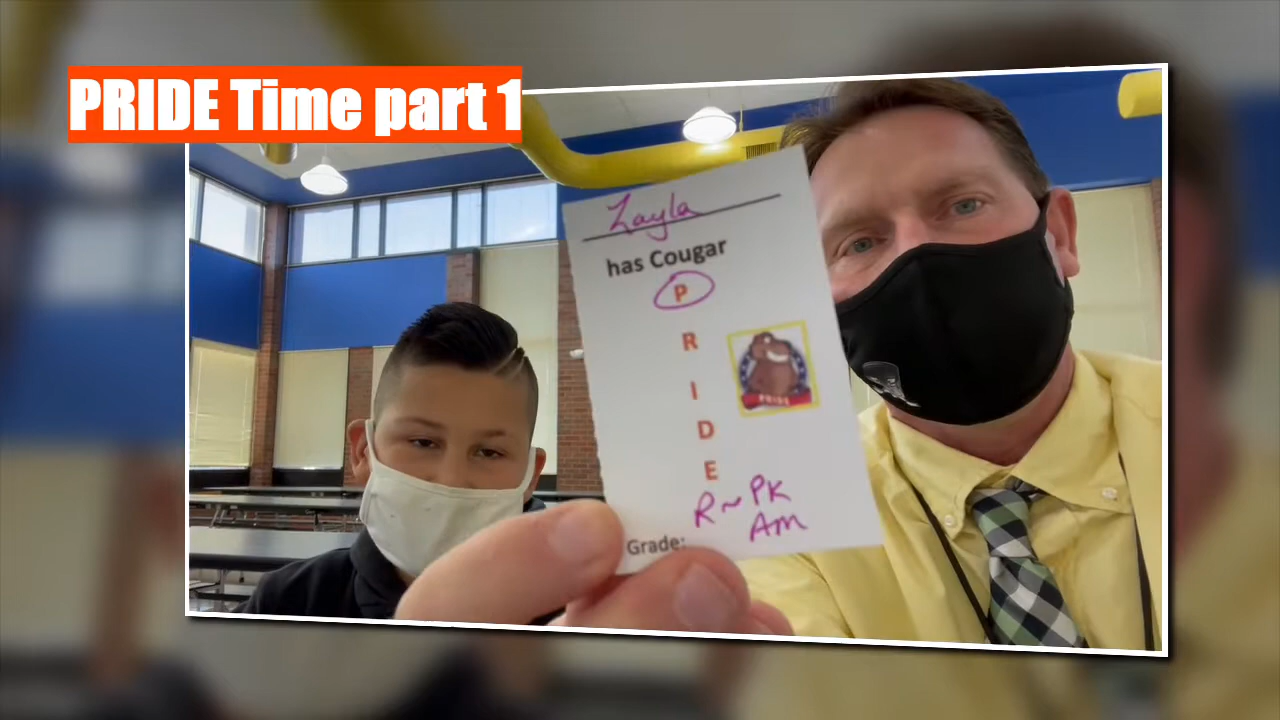 PRIDE Time part 1
Layla
has Cougar
P
R
I
D
E
PRIDE
R~PK
AM
Grade: